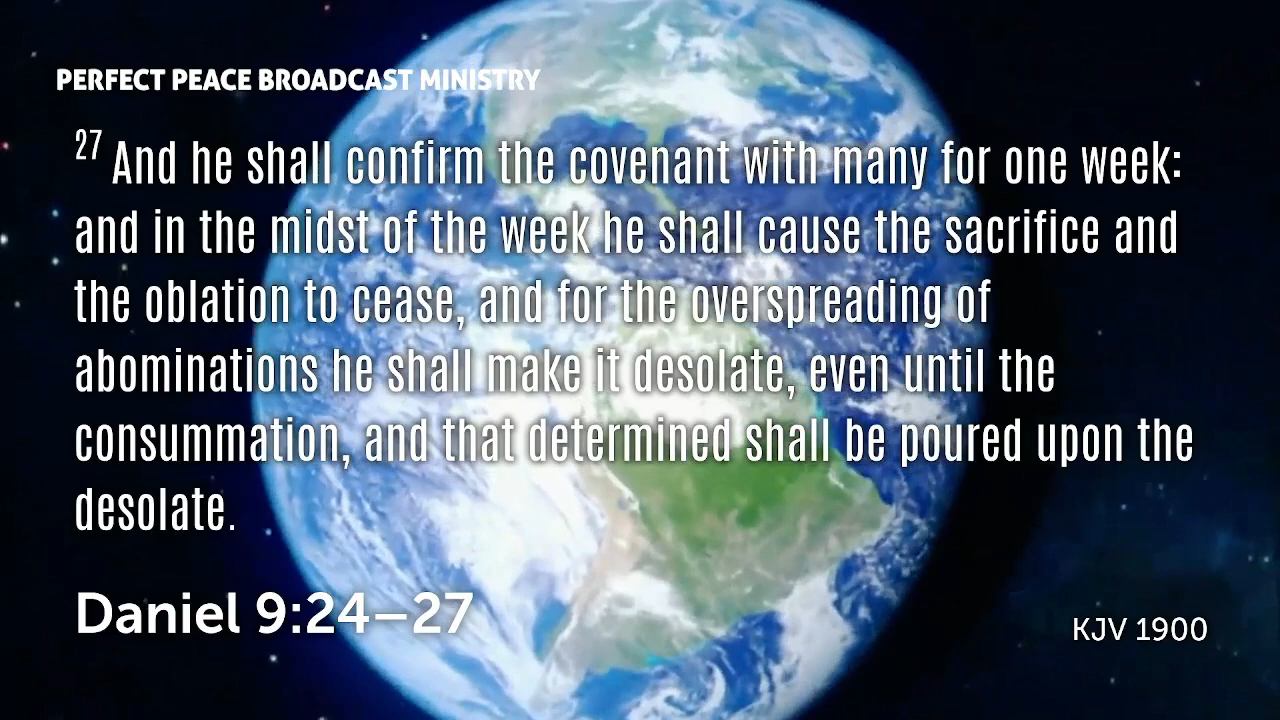 PERFECT PEACE BROADCAST MINISTRY
27 And he shall confirm the covenant with many for one week:
and in the midst of the week he shall cause the sacrifice and
the oblation to cease, and for the overspreading of
abominations he shall make it desolate, even until the
consummation, and that determined shall be poured upon the
desolate.
Daniel 9:24–27
KJV 1900